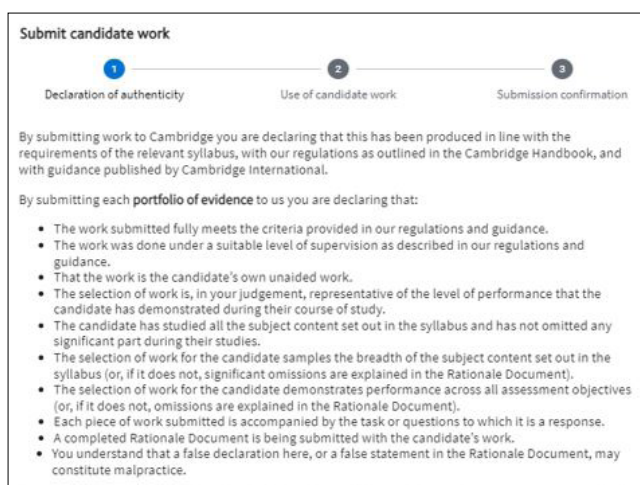 Submit candidate work
1
2
3
Declaration of authenticity
Use of candidate work
Submission confirmation
By submitting work to Cambridge you are declaring that this has been produced in line with the
requirements of the relevant syllabus, with our regulations as outlined in the Cambridge Handbook, and
with guidance published by Cambridge International.
By submitting each portfolio of evidence to us you are declaring that:
• The work submitted fully meets the criteria provided in our regulations and guidance.
• The work was done under a suitable level of supervision as described in our regulations and
guidance.
• That the work is the candidate's own unaided work.
• The selection of work is, in your judgement, representative of the level of performance that the
candidate has demonstrated during their course of study.
• The candidate has studied all the subject content set out in the syllabus and has not omitted any
significant part during their studies.
• The selection of work for the candidate samples the breadth of the subject content set out in the
syllabus (or, if it does not, significant omissions are explained in the Rationale Document).
• The selection of work for the candidate demonstrates performance across all assessment objectives
(or, if it does not, omissions are explained in the Rationale Document).
• Each piece of work submitted is accompanied by the task or questions to which it is a response.
• A completed Rationale Document is being submitted with the candidate's work.
• You understand that a false declaration here, or a false statement in the Rationale Document, may
constitute malpractice.